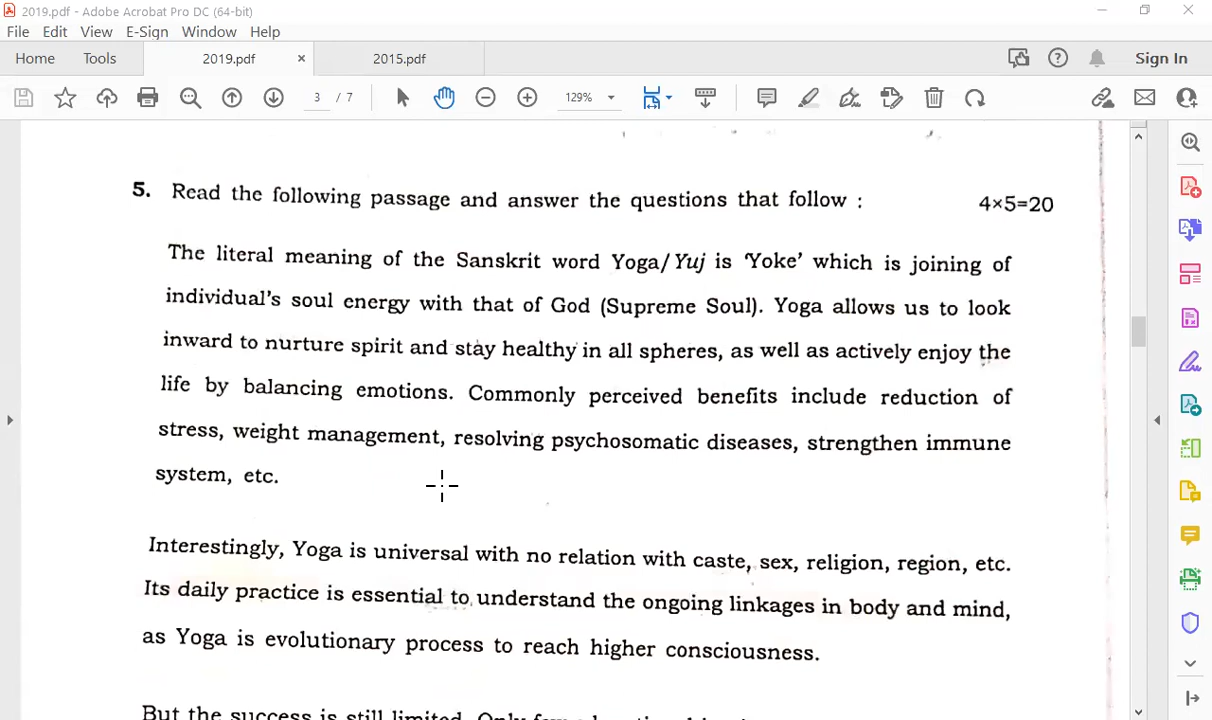 2019.pdf - Adobe Acrobat Pro DC (64-bit)
File Edit View E-Sign Window Help
Home Tools 2019.pdf × 2015.pdf Sign In
3 / 7 129%
5. Read the following passage and answer the questions that follow : 4×5=20
The literal meaning of the Sanskrit word Yoga/Yuj is 'Yoke' which is joining of
individual's soul energy with that of God (Supreme Soul). Yoga allows us to look
inward to nurture spirit and stay healthy in all spheres, as well as actively enjoy the
life by balancing emotions. Commonly perceived benefits include reduction of
stress, weight management, resolving psychosomatic diseases, strengthen immune
system, etc.
Interestingly, Yoga is universal with no relation with caste, sex, religion, region, etc.
Its daily practice is essential to understand the ongoing linkages in body and mind,
as Yoga is evolutionary process to reach higher consciousness.
But the success is still limited. Only few